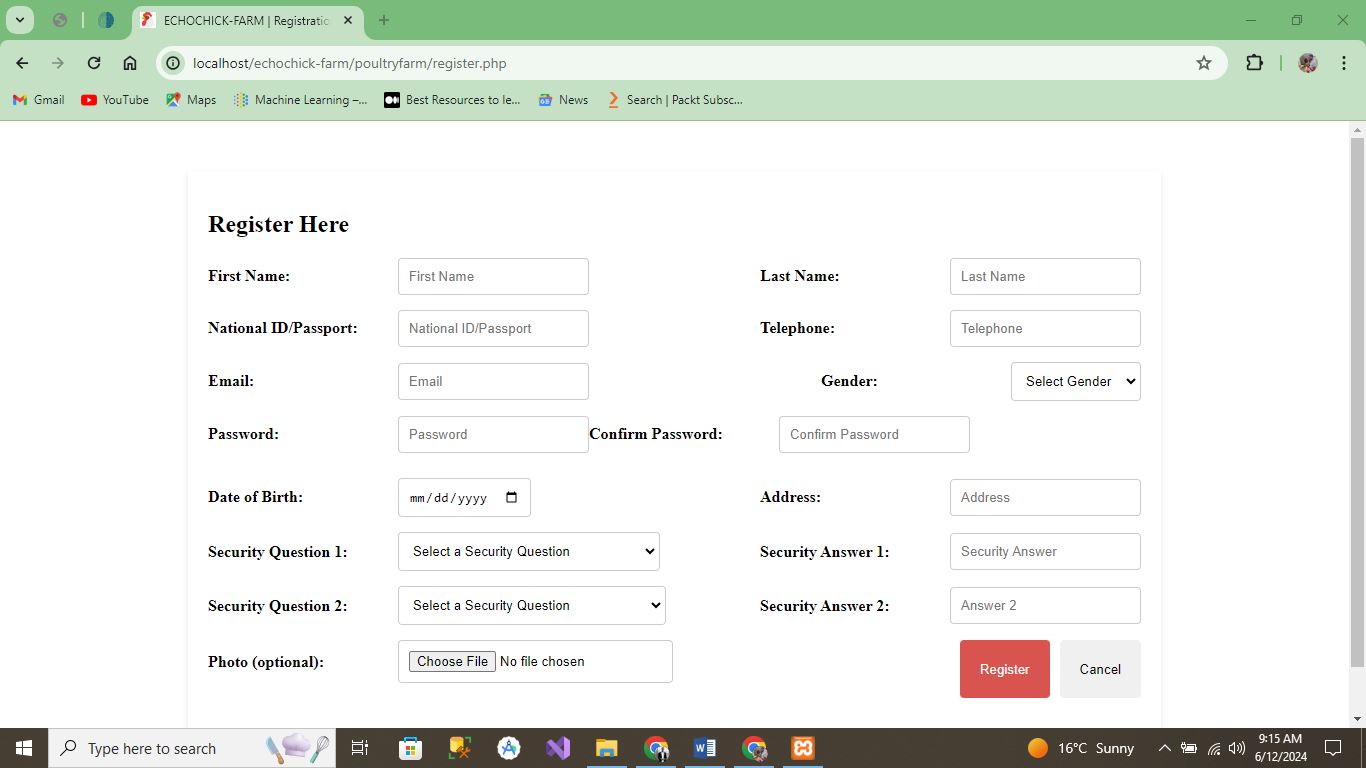 ECHOCHICK-FARM | Registratio
localhost/echochick-farm/poultryfarm/register.php
Gmail YouTube Maps Machine Learning –... Best Resources to le... News Search | Packt Subsc...
Register Here
First Name: First Name Last Name: Last Name
National ID/Passport: National ID/Passport Telephone: Telephone
Email: Email Gender: Select Gender
Password: Password Confirm Password: Confirm Password
Date of Birth: mm/dd/yyyy Address: Address
Security Question 1: Select a Security Question Security Answer 1: Security Answer
Security Question 2: Select a Security Question Security Answer 2: Answer 2
Photo (optional): Choose File No file chosen Register Cancel
Type here to search 16°C Sunny 9:15 AM
6/12/2024